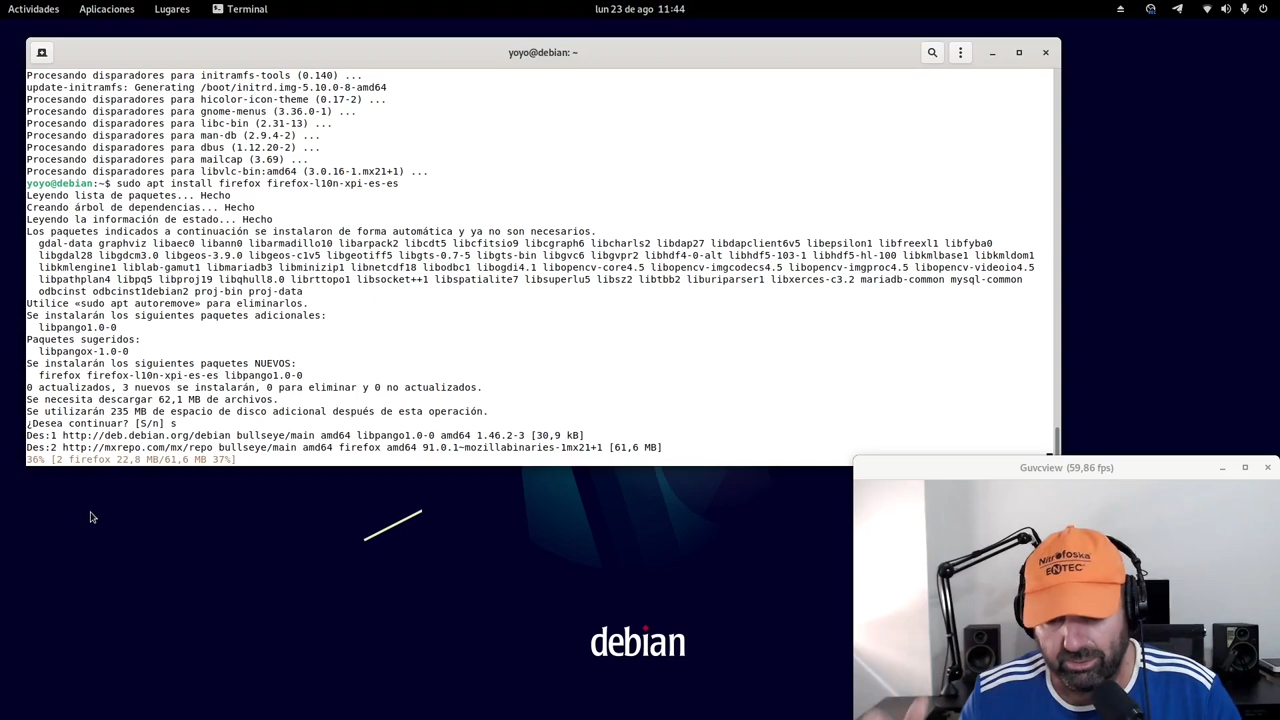 Actividades Aplicaciones Lugares Terminal lun 23 de ago 11:44
yoyo@debian: ~
Procesando disparadores para initramfs-tools (0.140) ...
update-initramfs: Generating /boot/initrd.img-5.10.0-8-amd64
Procesando disparadores para hicolor-icon-theme (0.17-2) ...
Procesando disparadores para gnome-menus (3.36.0-1) ...
Procesando disparadores para libc-bin (2.31-13) ...
Procesando disparadores para man-db (2.9.4-2) ...
Procesando disparadores para dbus (1.12.20-2) ...
Procesando disparadores para mailcap (3.69) ...
Procesando disparadores para libvlc-bin:amd64 (3.0.16-1.mx21+1) ...
yoyo@debian:~$ sudo apt install firefox firefox-l10n-xpi-es-es
Leyendo lista de paquetes... Hecho
Creando árbol de dependencias... Hecho
Leyendo la información de estado... Hecho
Los paquetes indicados a continuación se instalaron de forma automática y ya no son necesarios.
gdal-data graphviz libaec0 libann0 libarmadillo10 libarpack2 libcdt5 libcfitsio9 libcgraph6 libcharls2 libdap27 libdapclient6v5 libepsilon1 libfreexl1 libfyba0
libgdal28 libgdcm3.0 libgeos-3.9.0 libgeos-c1v5 libgeotiff5 libgts-0.7-5 libgts-bin libgvc6 libgvpr2 libhdf4-0-alt libhdf5-103-1 libhdf5-hl-100 libkmlbase1 libkmldom1
libkmlengine1 liblab-gamut1 libmariadb3 libminizip1 libnetcdf18 libodbc1 libogdi4.1 libopencv-core4.5 libopencv-imgcodecs4.5 libopencv-imgproc4.5 libopencv-videoio4.5
libpathplan4 libpq5 libproj19 libqhull8.0 librttopo1 libsocket++1 libspatialite7 libsuperlu5 libsz2 libtbb2 liburiparser1 libxerces-c3.2 mariadb-common mysql-common
odbcinst odbcinst1debian2 proj-bin proj-data
Utilice «sudo apt autoremove» para eliminarlos.
Se instalarán los siguientes paquetes adicionales:
libpango1.0-0
Paquetes sugeridos:
libpangox-1.0-0
Se instalarán los siguientes paquetes NUEVOS:
firefox firefox-l10n-xpi-es-es libpango1.0-0
0 actualizados, 3 nuevos se instalarán, 0 para eliminar y 0 no actualizados.
Se necesita descargar 62,1 MB de archivos.
Se utilizarán 235 MB de espacio de disco adicional después de esta operación.
¿Desea continuar? [S/n] s
Des:1 http://deb.debian.org/debian bullseye/main amd64 libpango1.0-0 amd64 1.46.2-3 [30,9 kB]
Des:2 http://mxrepo.com/mx/repo bullseye/main amd64 firefox amd64 91.0.1~mozillabinaries-1mx21+1 [61,6 MB]
36% [2 firefox 22,8 MB/61,6 MB 37%]
Guvcview (59,86 fps)
Nitrofoska
ENTEC
debian